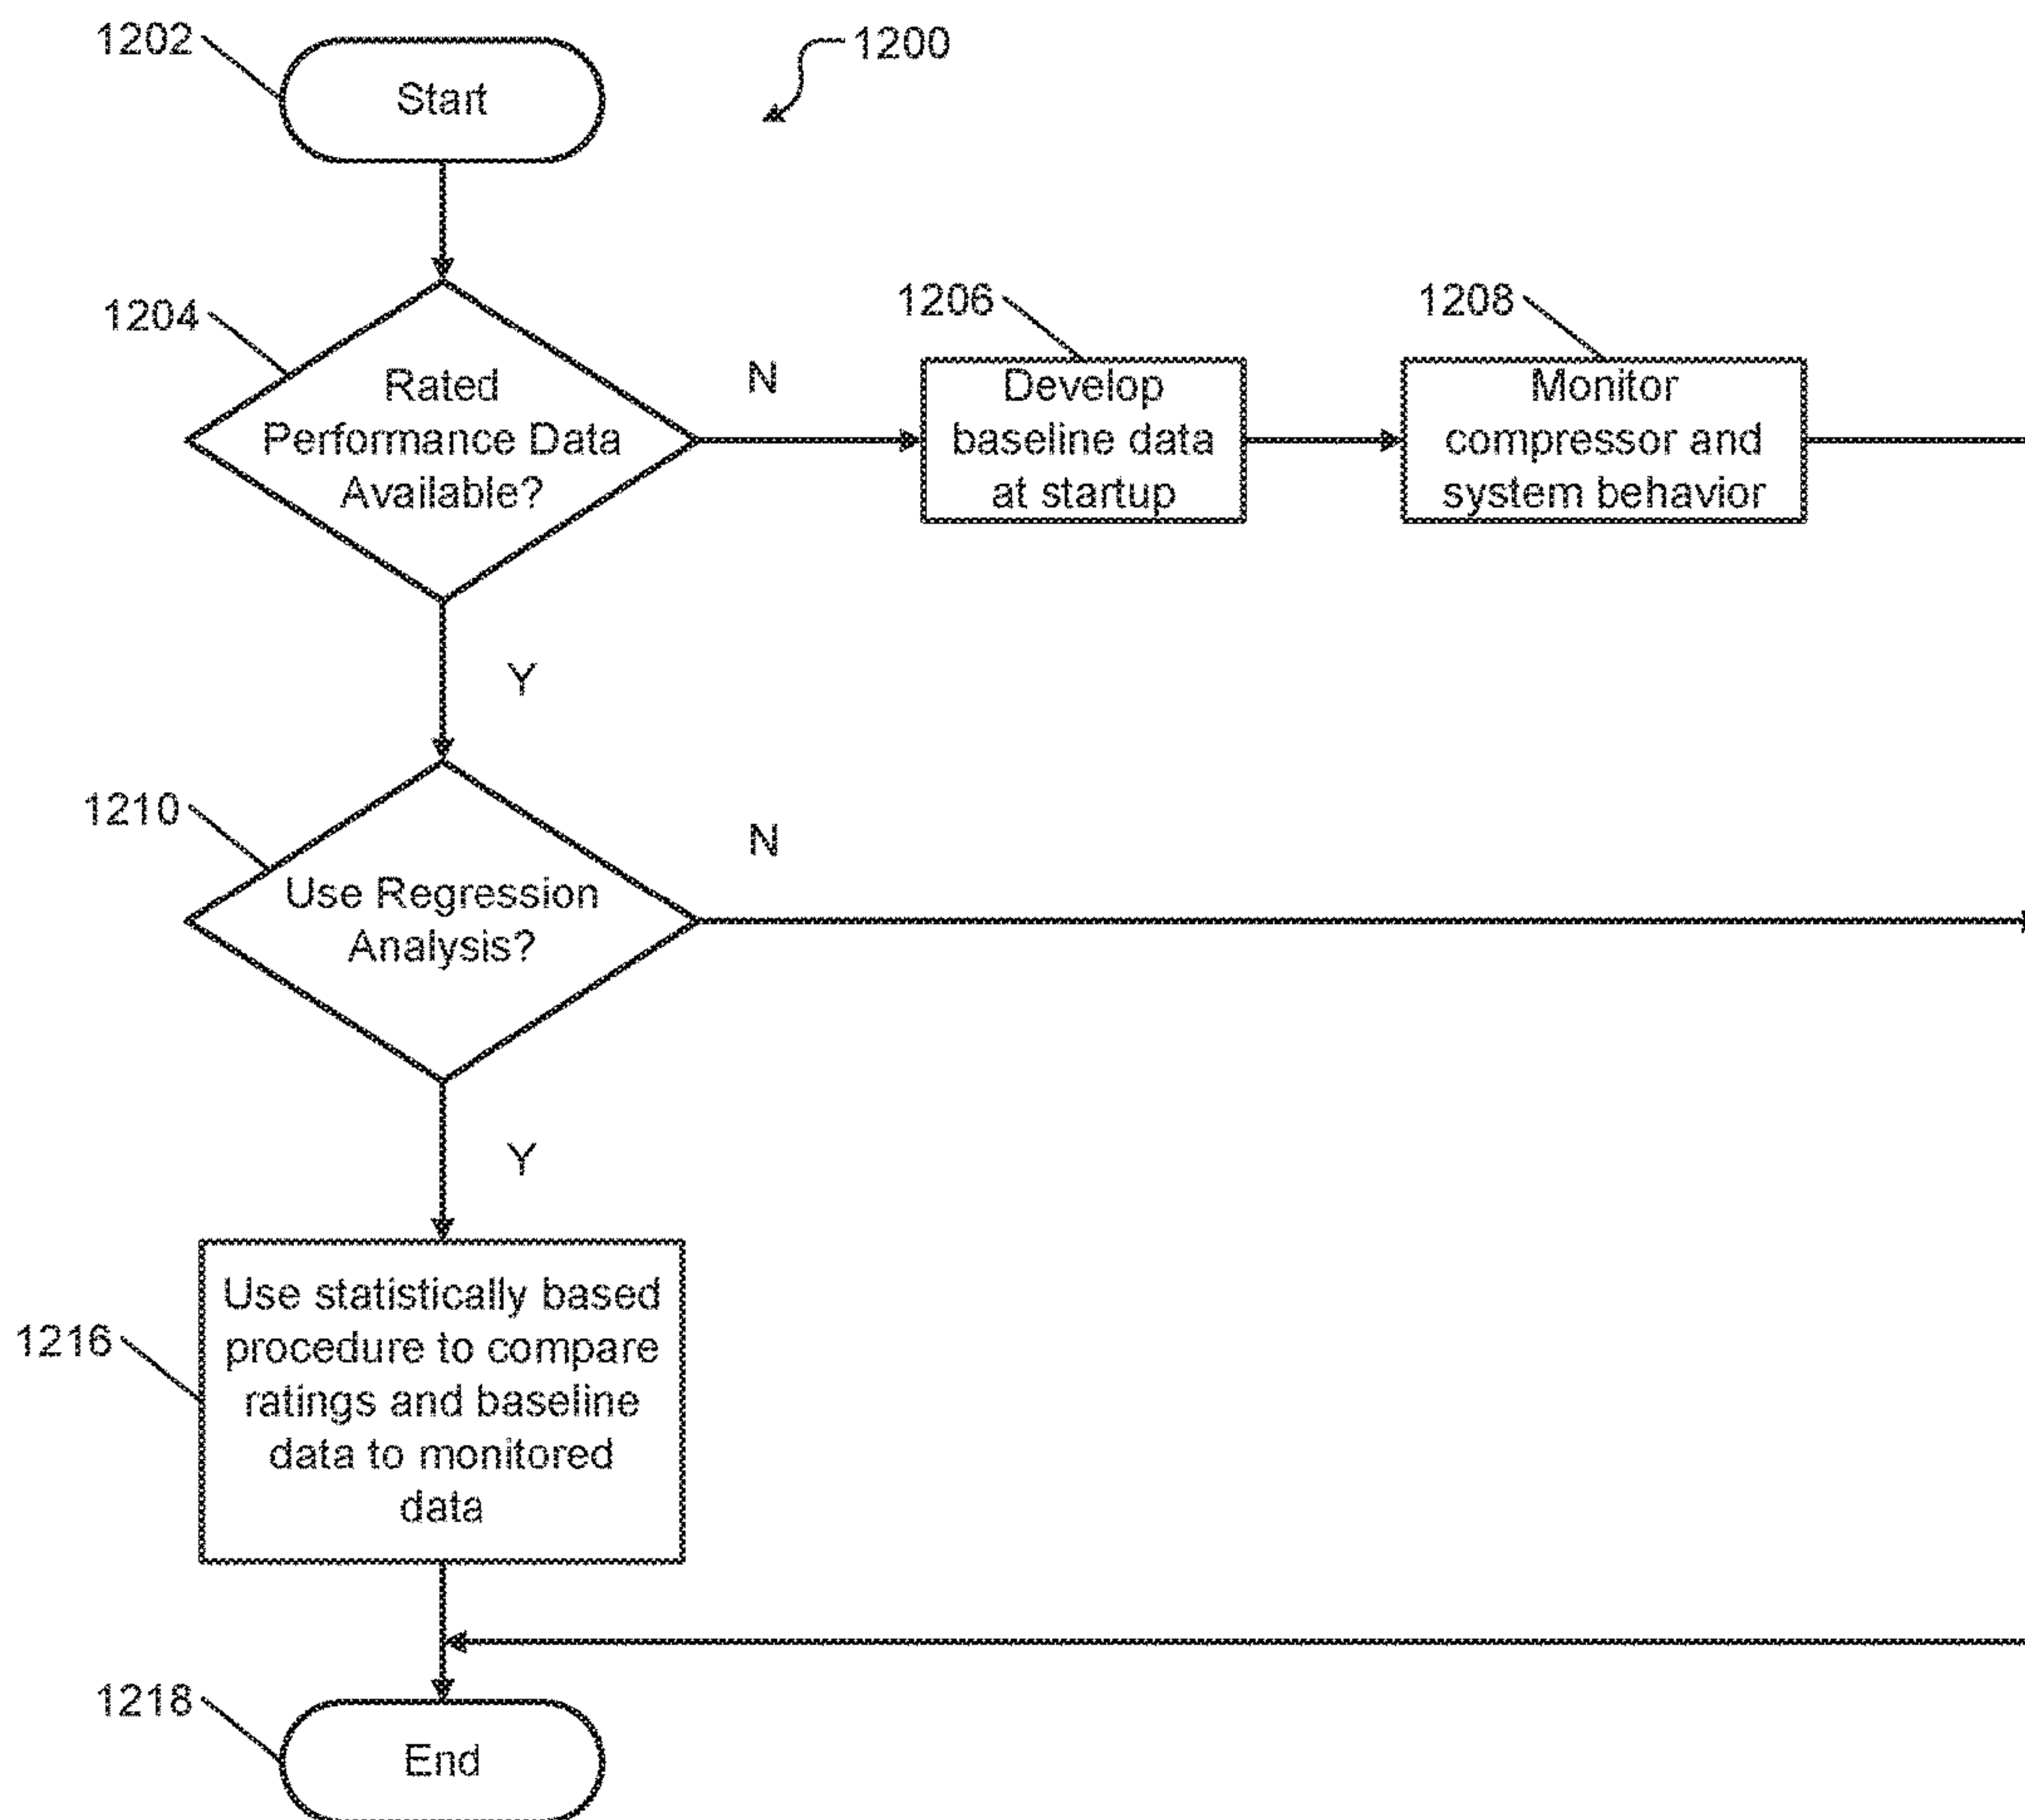 1202
Start
1200
1204
Rated
Performance Data
Available?
N
1206
Develop
baseline data
at startup
1208
Monitor
compressor and
system behavior
Y
1210
Use Regression
Analysis?
N
Y
1216
Use statistically based
procedure to compare
ratings and baseline
data to monitored
data
1218
End